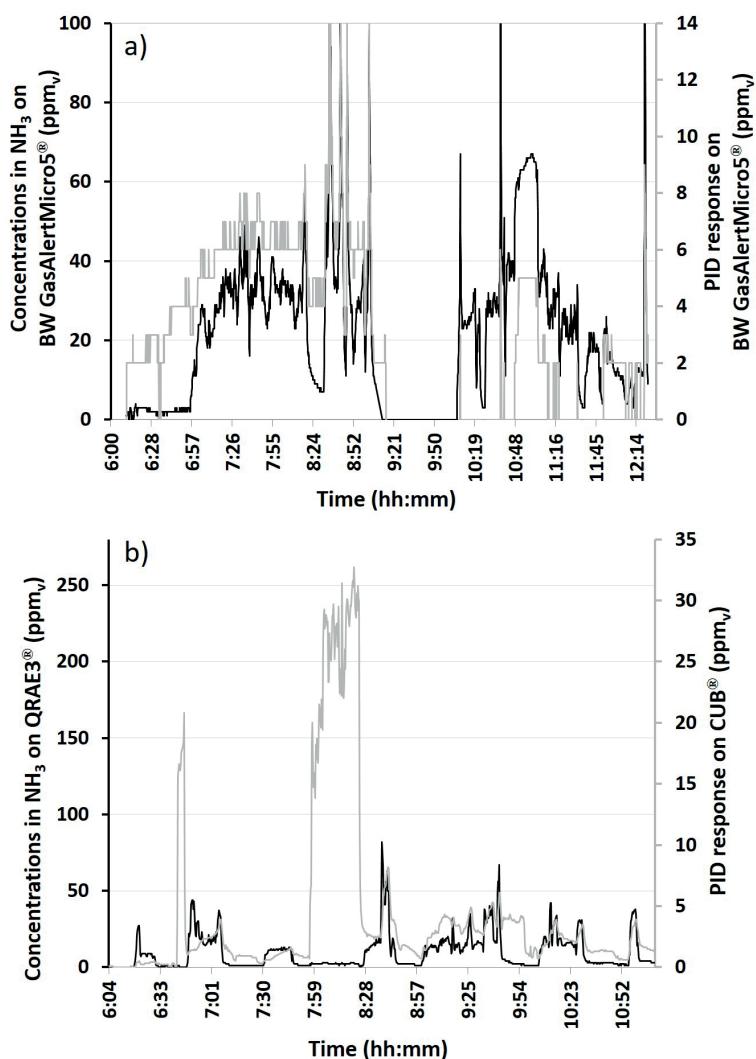 a)
Concentrations in NH₃ on
BW GasAlertMicro5® (ppmᵥ)
100
80
60
40
20
0
14
12
10
8
6
4
2
0
PID response on
BW GasAlertMicro5® (ppmᵥ)
6:00 6:28 6:57 7:26 7:55 8:24 8:52 9:21 9:50 10:19 10:48 11:16 11:45 12:14
Time (hh:mm)
b)
Concentrations in NH₃ on QRAE3® (ppmᵥ)
250
200
150
100
50
0
35
30
25
20
15
10
5
0
PID response on CUB® (ppmᵥ)
6:04 6:33 7:01 7:30 7:59 8:28 8:57 9:25 9:54 10:23 10:52
Time (hh:mm)